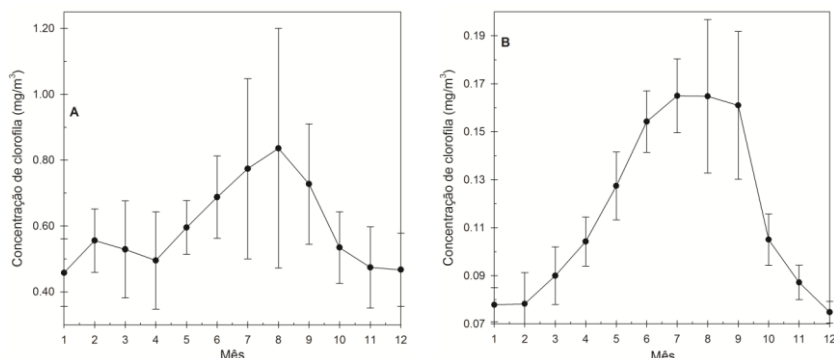 Concentração de clorofila (mg/m³)
1.20
1.00
0.80
0.60
0.40
A
1 2 3 4 5 6 7 8 9 10 11 12
Mês
Concentração de clorofila (mg/m³)
0.19
0.17
0.15
0.13
0.11
0.09
0.07
B
1 2 3 4 5 6 7 8 9 10 11 12
Mês